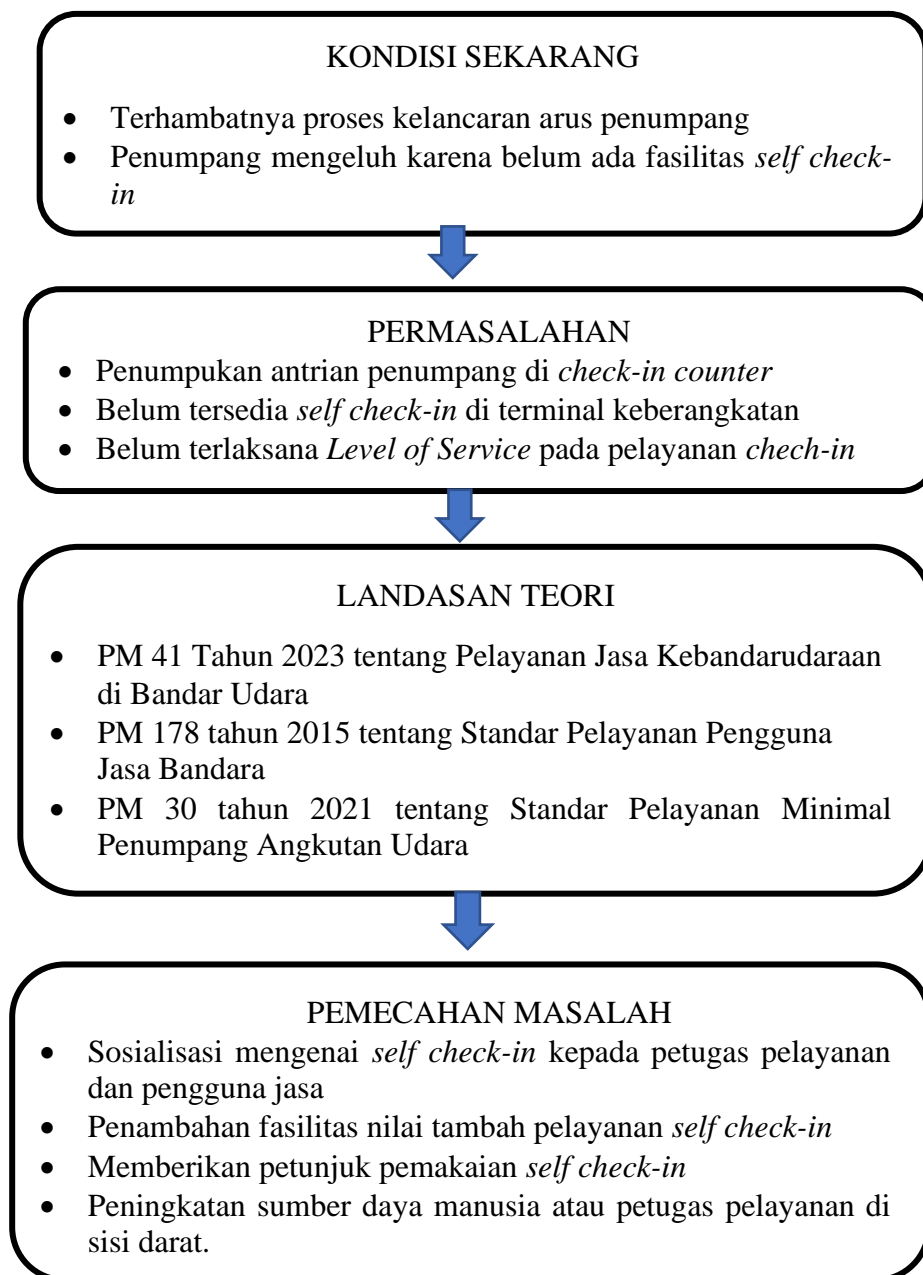 KONDISI SEKARANG
• Terhambatnya proses kelancaran arus penumpang
• Penumpang mengeluh karena belum ada fasilitas self check-
in
PERMASALAHAN
• Penumpukan antrian penumpang di check-in counter
• Belum tersedia self check-in di terminal keberangkatan
• Belum terlaksana Level of Service pada pelayanan chech-in
LANDASAN TEORI
• PM 41 Tahun 2023 tentang Pelayanan Jasa Kebandarudaraan
di Bandar Udara
• PM 178 tahun 2015 tentang Standar Pelayanan Pengguna
Jasa Bandara
• PM 30 tahun 2021 tentang Standar Pelayanan Minimal
Penumpang Angkutan Udara
PEMECAHAN MASALAH
• Sosialisasi mengenai self check-in kepada petugas pelayanan
dan pengguna jasa
• Penambahan fasilitas nilai tambah pelayanan self check-in
• Memberikan petunjuk pemakaian self check-in
• Peningkatan sumber daya manusia atau petugas pelayanan di
sisi darat.